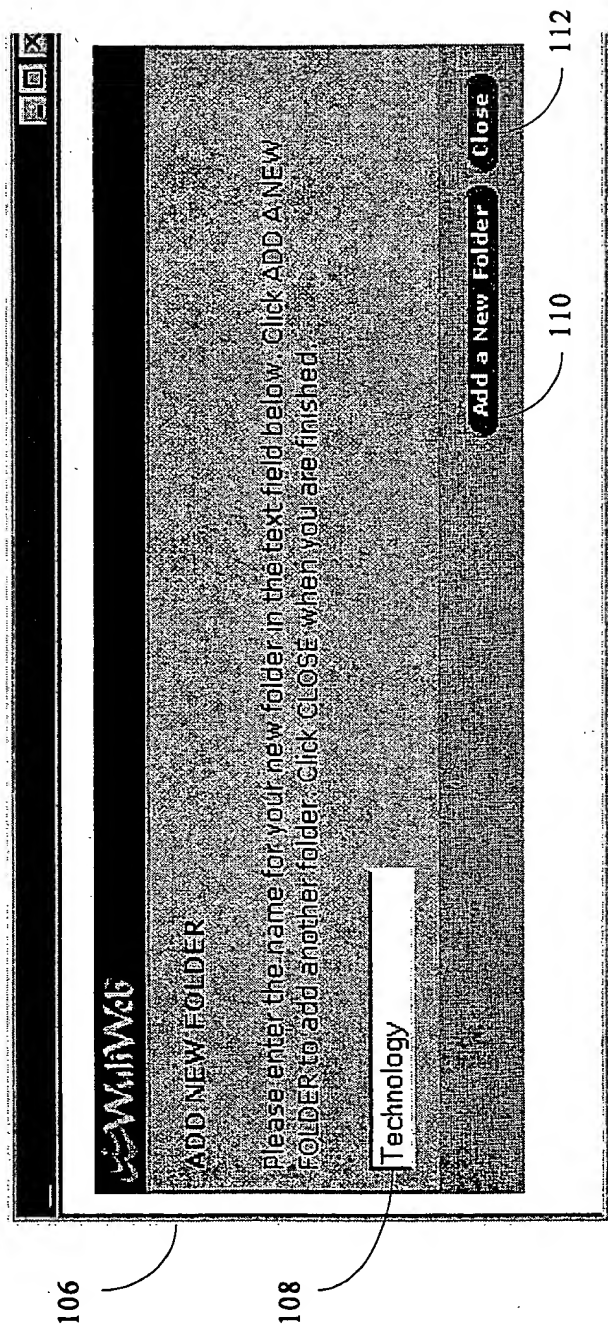 WuliWeb
ADD NEW FOLDER
Please enter the name for your new folder in the text field below. Click ADD A NEW
FOLDER to add another folder. Click CLOSE when you are finished.
Technology
Add a New Folder
Close
106
108
110
112